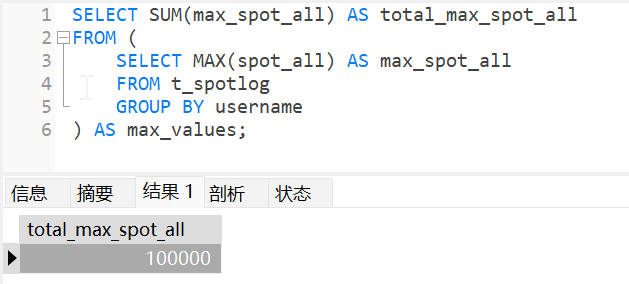 1 SELECT SUM(max_spot_all) AS total_max_spot_all
2 FROM (
3 SELECT MAX(spot_all) AS max_spot_all
4 FROM t_spotlog
5 GROUP BY username
6 ) AS max_values;
信息 摘要 结果 1 剖析 状态
total_max_spot_all
100000